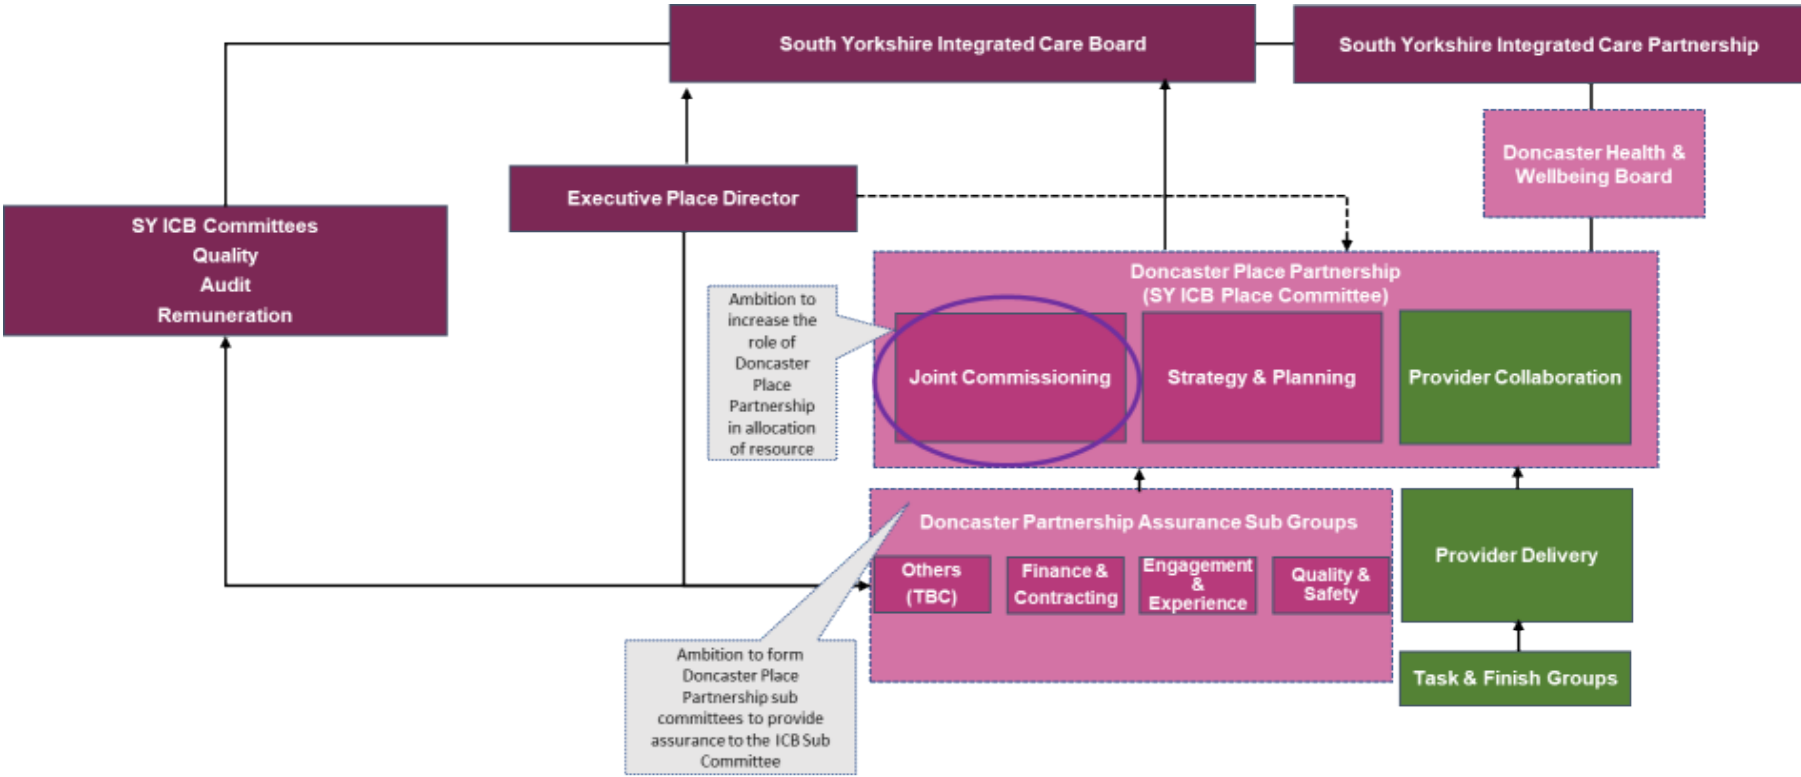 South Yorkshire Integrated Care Board
South Yorkshire Integrated Care Partnership
Doncaster Health &
Wellbeing Board
Executive Place Director
SY ICB Committees
Quality
Audit
Remuneration
Doncaster Place Partnership
(SY ICB Place Committee)
Ambition to
increase the
role of
Doncaster
Place
Partnership
in allocation
of resource
Joint Commissioning
Strategy & Planning
Provider Collaboration
Doncaster Partnership Assurance Sub Groups
Others
(TBC)
Finance &
Contracting
Engagement
&
Experience
Quality &
Safety
Provider Delivery
Task & Finish Groups
Ambition to form
Doncaster Place
Partnership sub
committees to provide
assurance to the ICB Sub
Committee